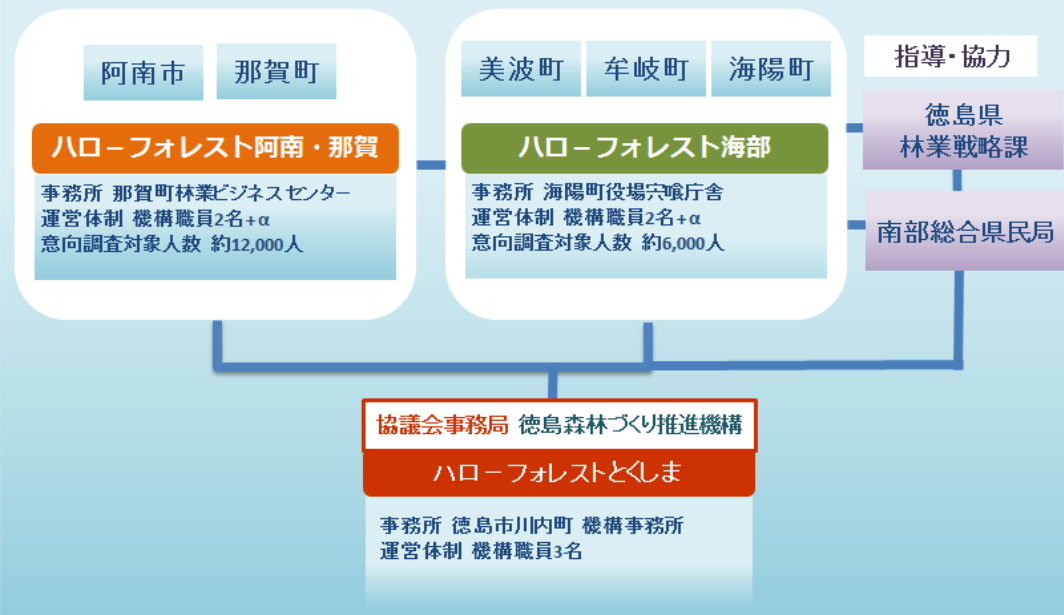 阿南市
那賀町
ハローフォレスト阿南・那賀
事務所 那賀町林業ビジネスセンター
運営体制 機構職員2名+α
意向調査対象人数 約12,000人
美波町
牟岐町
海陽町
ハローフォレスト海部
事務所 海陽町役場宍喰庁舎
運営体制 機構職員2名+α
意向調査対象人数 約6,000人
指導・協力
徳島県
林業戦略課
南部総合県民局
協議会事務局 徳島森林づくり推進機構
ハローフォレストとくしま
事務所 徳島市川内町 機構事務所
運営体制 機構職員3名